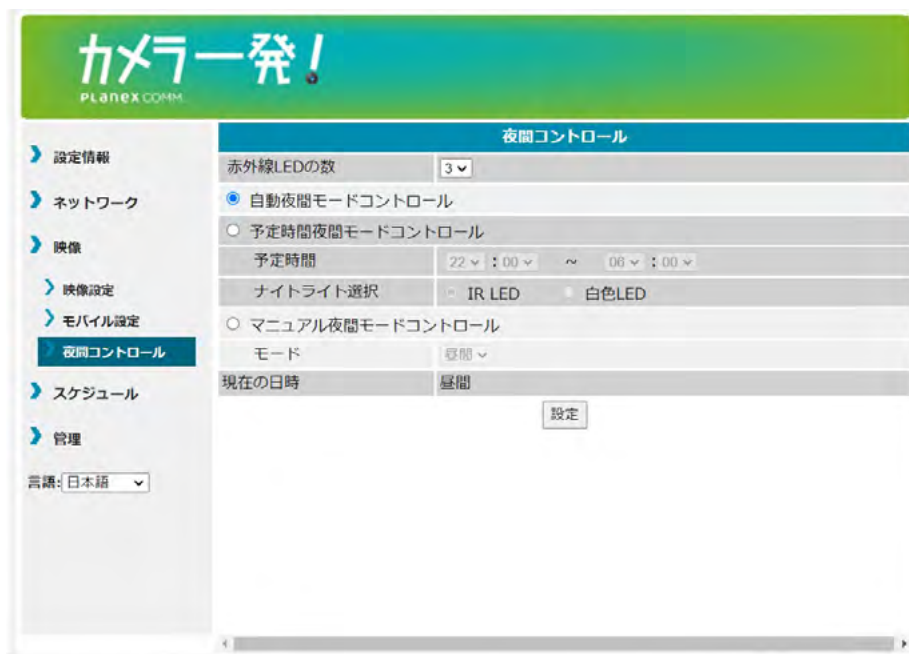 カメラ一発!
PLANEX COMM
設定情報
ネットワーク
映像
映像設定
モバイル設定
夜間コントロール
スケジュール
管理
言語: 日本語
夜間コントロール
赤外線LEDの数 3
自動夜間モードコントロール
予定時間夜間モードコントロール
予定時間 22 : 00 ~ 06 : 00
ナイトライト選択 IR LED 白色LED
マニュアル夜間モードコントロール
モード 昼間
現在の日時 昼間
設定